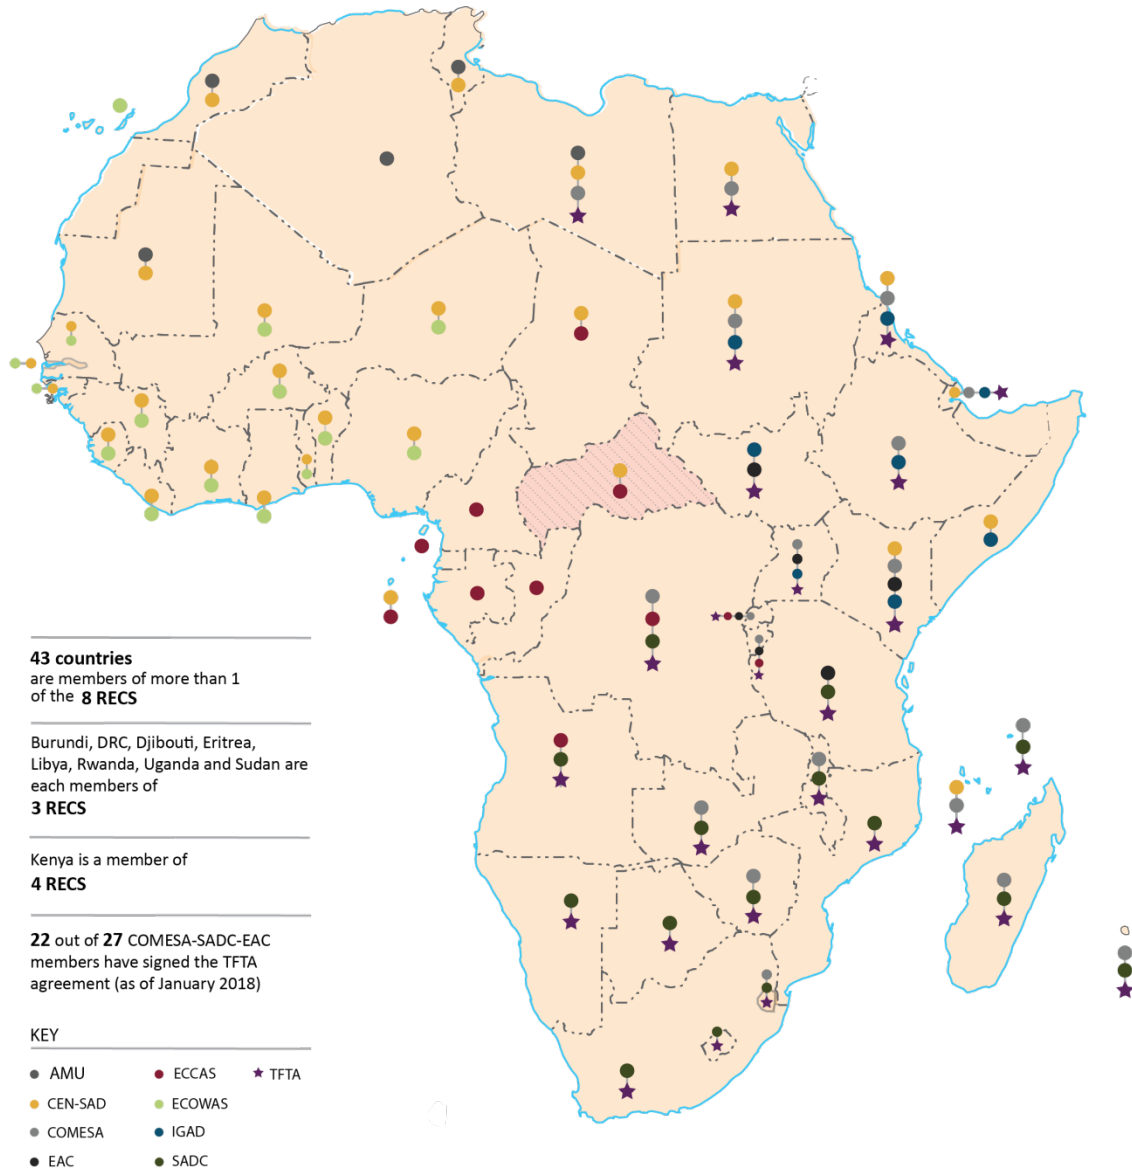 43 countries
are members of more than 1
of the 8 RECS
Burundi, DRC, Djibouti, Eritrea,
Libya, Rwanda, Uganda and Sudan are
each members of
3 RECS
Kenya is a member of
4 RECS
22 out of 27 COMESA-SADC-EAC
members have signed the TFTA
agreement (as of January 2018)
KEY
AMU
ECCAS
TFTA
CEN-SAD
ECOWAS
COMESA
IGAD
EAC
SADC